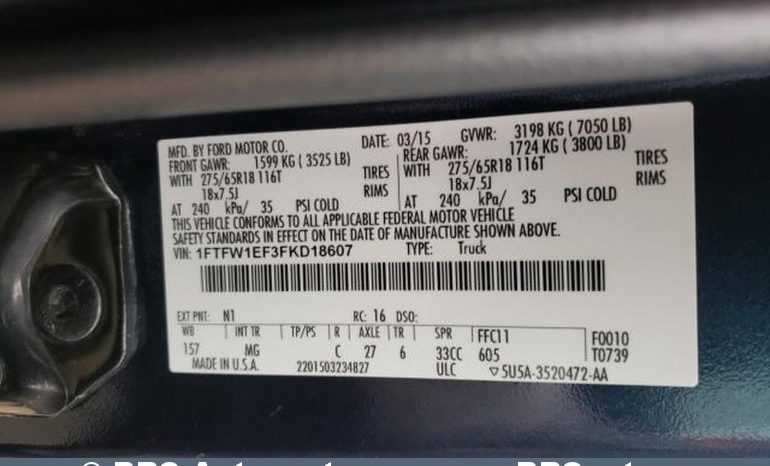 MFD. BY FORD MOTOR CO. DATE: 03/15 GVWR: 3198 KG ( 7050 LB)
FRONT GAWR: 1599 KG ( 3525 LB) REAR GAWR: 1724 KG ( 3800 LB)
WITH 275/65R18 116T TIRES 275/65R18 116T TIRES
18x7.5J RIMS 18x7.5J RIMS
AT 240 kPa/ 35 PSI COLD AT 240 kPa/ 35 PSI COLD
THIS VEHICLE CONFORMS TO ALL APPLICABLE FEDERAL MOTOR VEHICLE
SAFETY STANDARDS IN EFFECT ON THE DATE OF MANUFACTURE SHOWN ABOVE.
VIN: 1FTFW1EF3FKD18607 TYPE: Truck
EXT PNT: N1 RC: 16 DSO:
WB INT TR TP/PS R AXLE TR SPR FFC11 F0010
157 MG C 27 6 33CC 605 T0739
MADE IN U.S.A. 2201503234827 ULC ▽5U5A-3520472-AA